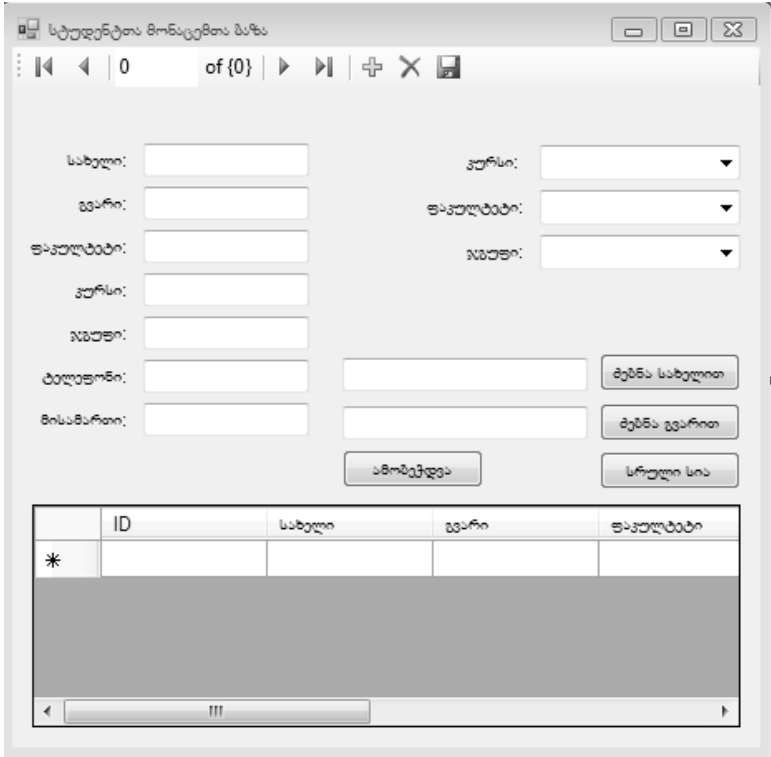 სტუდენტთა მონაცემთა ბაზა
0 of {0}
სახელი:
კურსი:
გვარი:
ფაკულტეტი:
ფაკულტეტი:
ჯგუფი:
კურსი:
ჯგუფი:
ტელეფონი:
ძებნა სახელით
მისამართი:
ძებნა გვარით
ამობეჭდვა
სრული სია
ID სახელი გვარი ფაკულტეტი